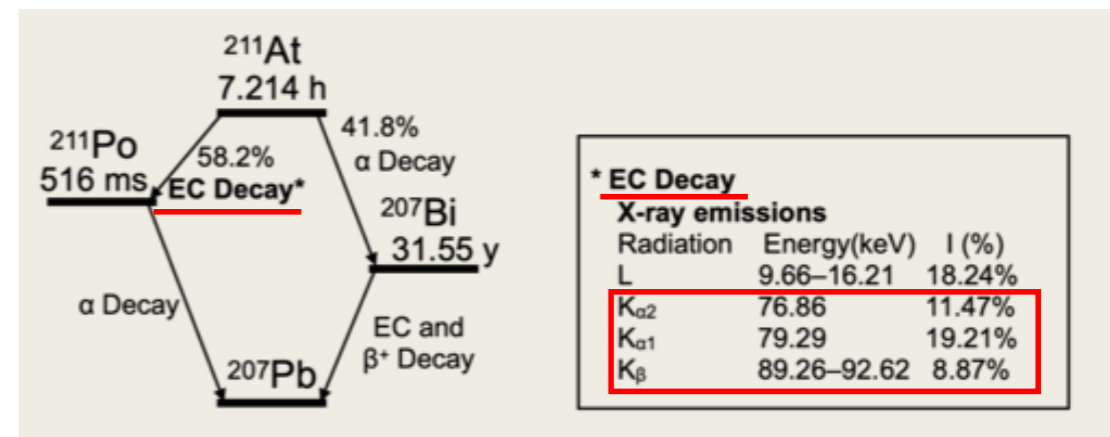 ²¹¹At
7.214 h
²¹¹Po
516 ms
58.2%
EC Decay*
41.8%
α Decay
²⁰⁷Bi
31.55 y
α Decay
EC and
β⁺ Decay
²⁰⁷Pb
* EC Decay
X-ray emissions
Radiation Energy(keV) I (%)
L 9.66–16.21 18.24%
Kα2 76.86 11.47%
Kα1 79.29 19.21%
Kβ 89.26–92.62 8.87%